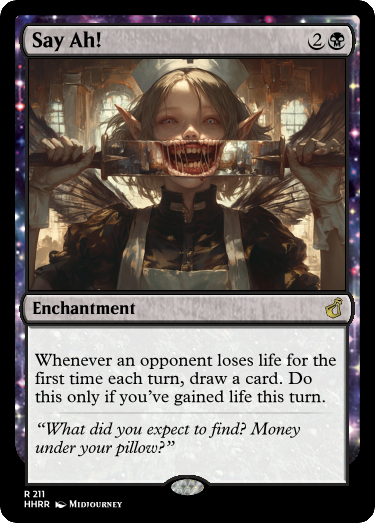 Say Ah! 2
Enchantment
Whenever an opponent loses life for the
first time each turn, draw a card. Do
this only if you've gained life this turn.
“What did you expect to find? Money
under your pillow?”
R 211
HHRR Midjourney